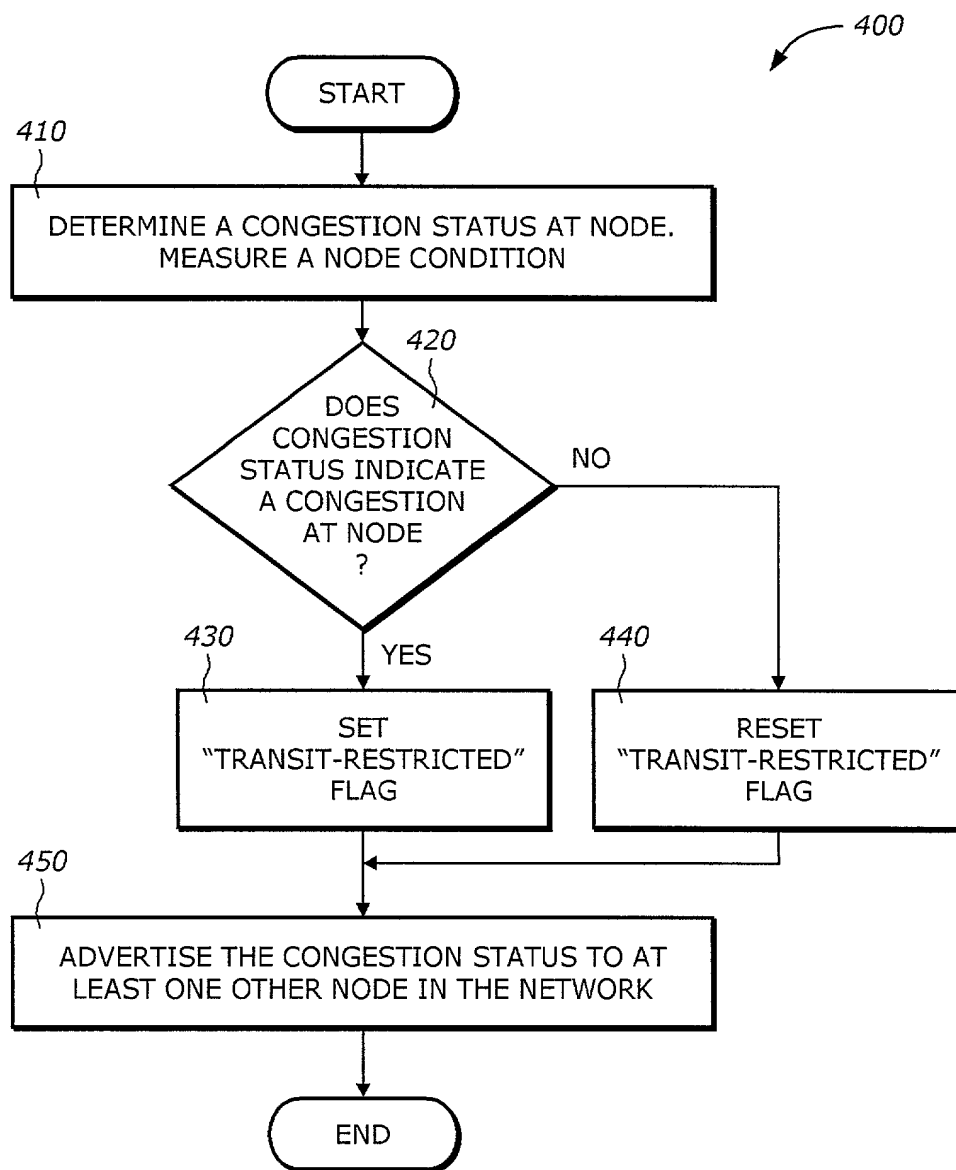 400
START
410
DETERMINE A CONGESTION STATUS AT NODE.
MEASURE A NODE CONDITION
420
DOES
CONGESTION
STATUS INDICATE
A CONGESTION
AT NODE
?
NO
YES
430
SET
“TRANSIT-RESTRICTED”
FLAG
440
RESET
“TRANSIT-RESTRICTED”
FLAG
450
ADVERTISE THE CONGESTION STATUS TO AT
LEAST ONE OTHER NODE IN THE NETWORK
END